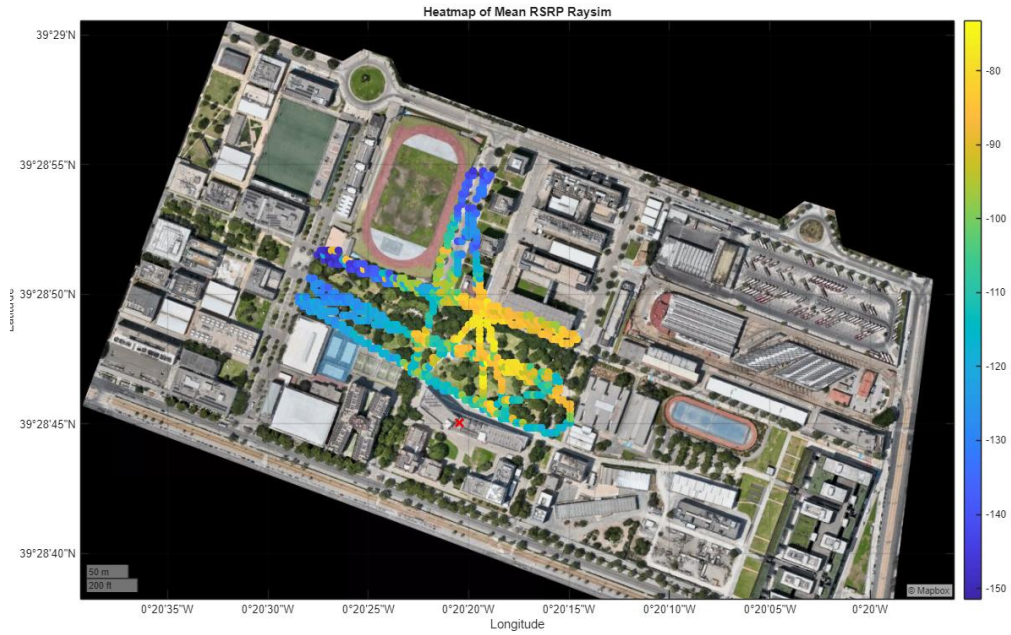 Heatmap of Mean RSRP Raysim
39°29'N
39°28'55"N
39°28'50"N
39°28'45"N
39°28'40"N
Latitude
-80
-90
-100
-110
-120
-130
-140
-150
50 m
200 ft
© Mapbox
0°20'35"W
0°20'30"W
0°20'25"W
0°20'20"W
0°20'15"W
0°20'10"W
0°20'05"W
0°20'W
Longitude